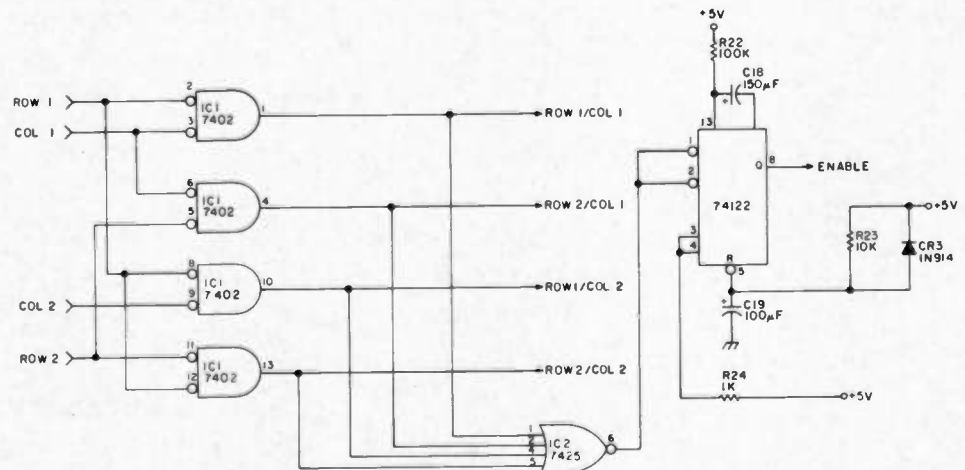 +5V
R22
100K
C18
150µF
+
13
ROW 1
2
IC1
7402
1
ROW 1/COL 1
COL 1
3
1
Q
8
ENABLE
2
74122
6
IC1
7402
4
ROW 2/COL 1
5
3
4
R
5
+5V
R23
10K
CR3
1N914
8
IC1
7402
10
ROW1/COL 2
COL 2
9
+
C19
100µF
ROW 2
11
IC1
7402
13
ROW 2/COL 2
12
R24
1K
+5V
1
2
4
5
IC2
7425
6